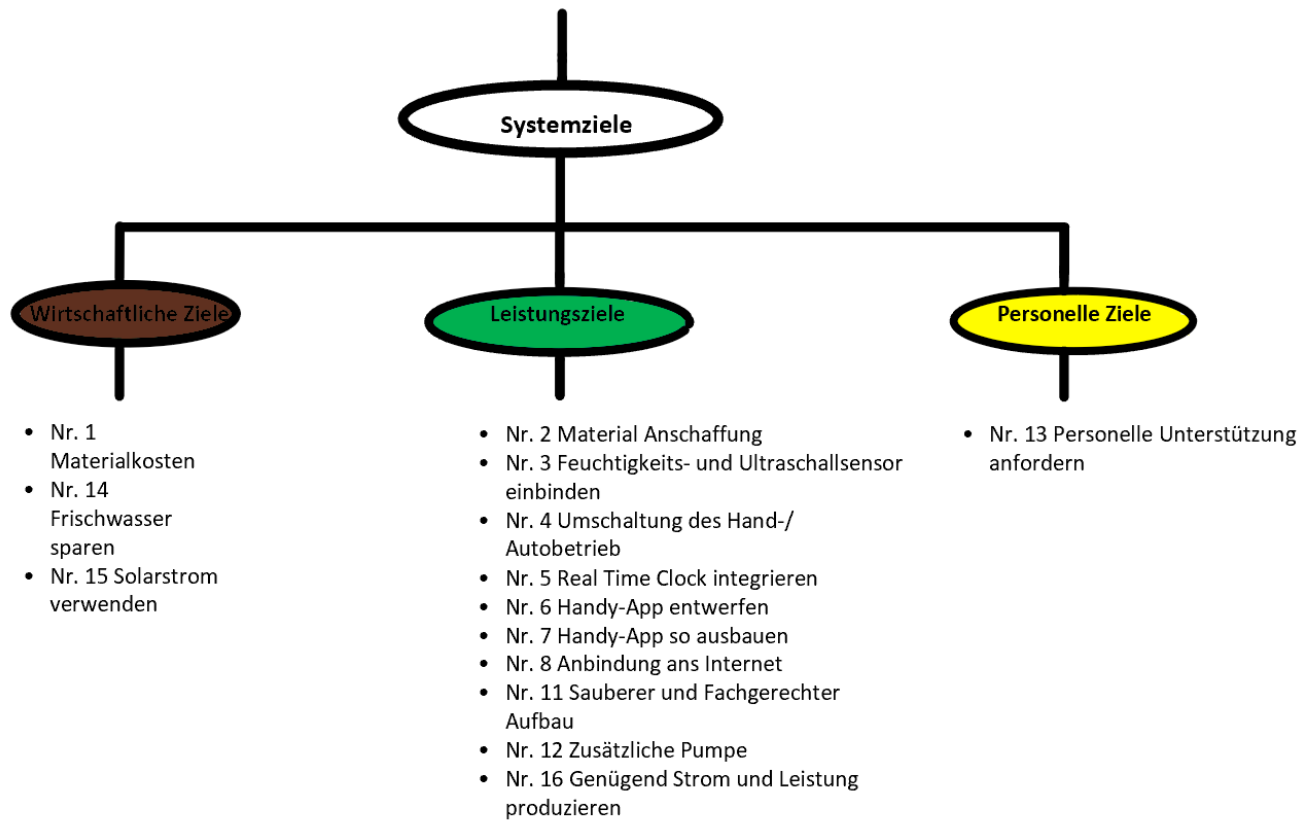 Systemziele
Wirtschaftliche Ziele
Leistungsziele
Personelle Ziele
• Nr. 1
Materialkosten
• Nr. 14
Frischwasser
sparen
• Nr. 15 Solarstrom
verwenden
• Nr. 2 Material Anschaffung
• Nr. 3 Feuchtigkeits- und Ultraschallsensor
einbinden
• Nr. 4 Umschaltung des Hand-/
Autobetrieb
• Nr. 5 Real Time Clock integrieren
• Nr. 6 Handy-App entwerfen
• Nr. 7 Handy-App so ausbauen
• Nr. 8 Anbindung ans Internet
• Nr. 11 Sauberer und Fachgerechter
Aufbau
• Nr. 12 Zusätzliche Pumpe
• Nr. 16 Genügend Strom und Leistung
produzieren
• Nr. 13 Personelle Unterstützung
anfordern